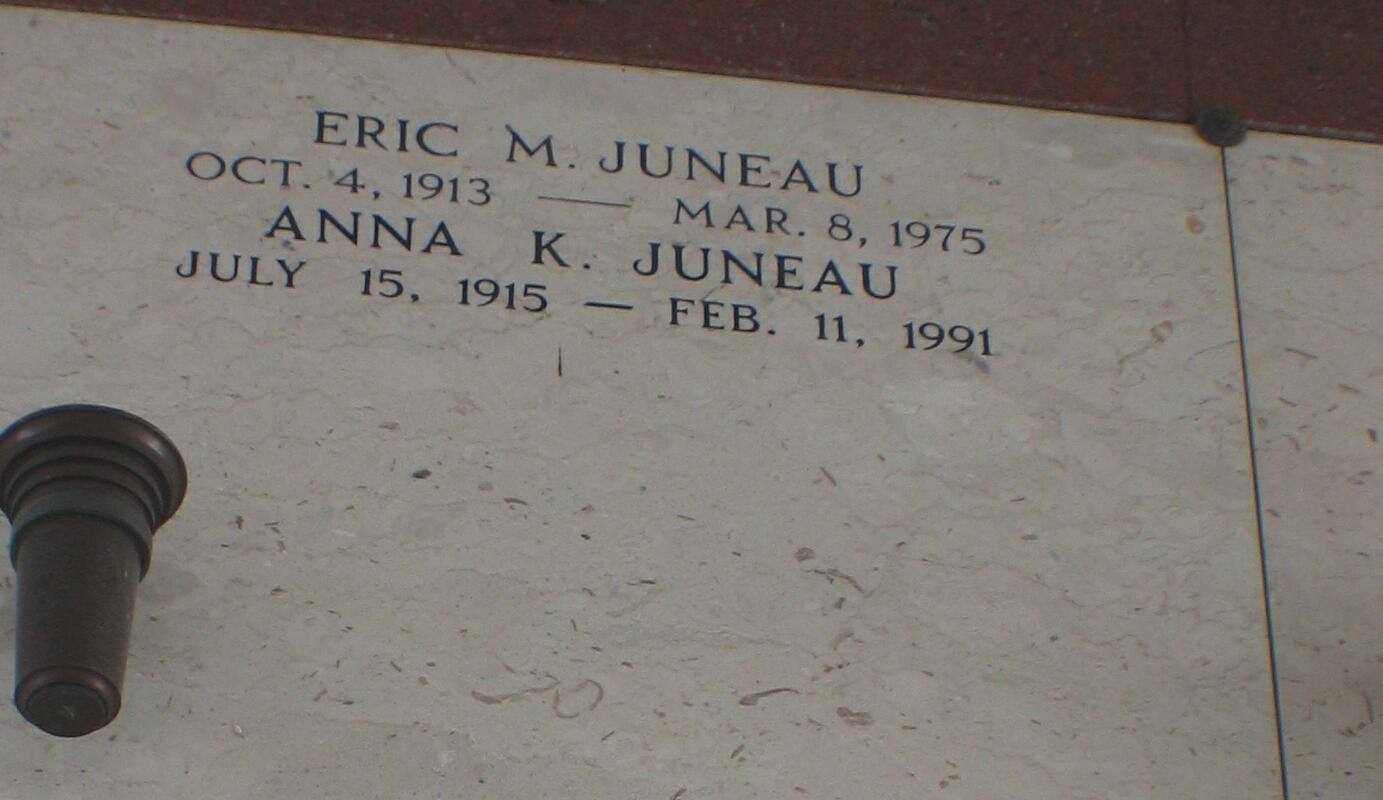 ERIC M. JUNEAU
OCT. 4, 1913 — MAR. 8, 1975
ANNA K. JUNEAU
JULY 15, 1915 — FEB. 11, 1991